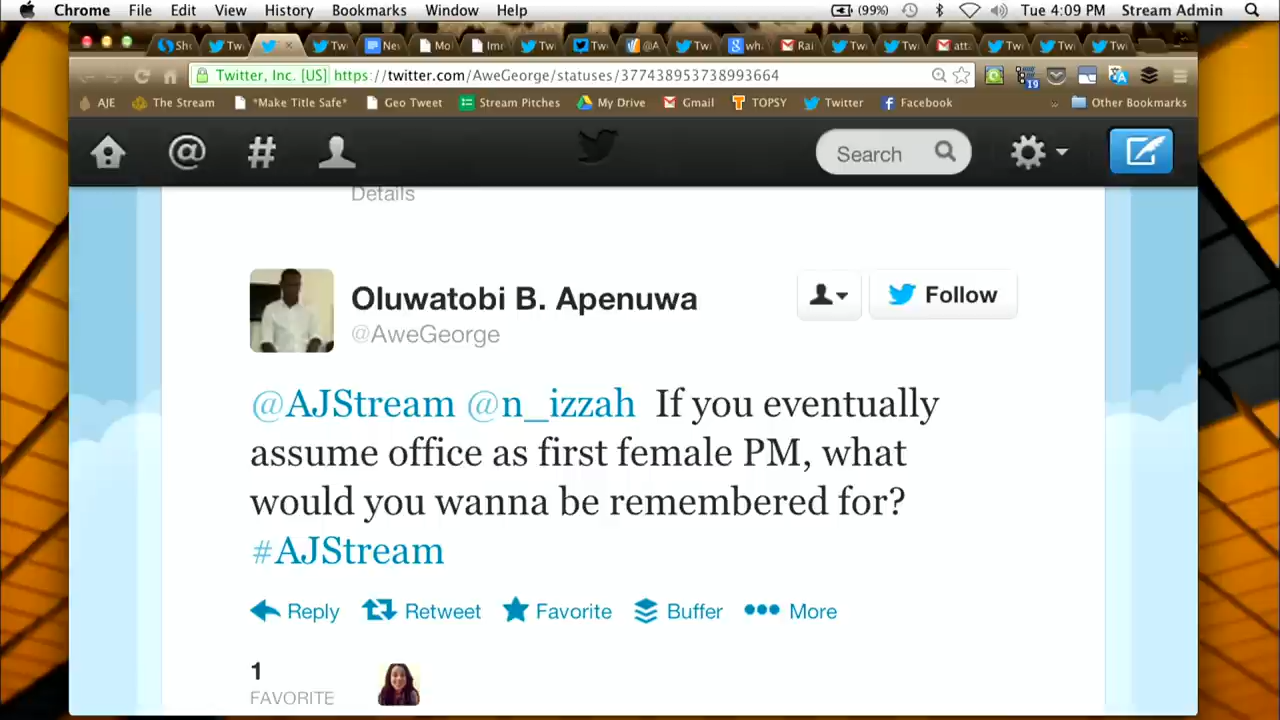 Chrome File Edit View History Bookmarks Window Help (99%) Tue 4:09 PM Stream Admin
Twitter, Inc. [US] https://twitter.com/AweGeorge/statuses/377438953738993664
19
AJE The Stream *Make Title Safe* Geo Tweet Stream Pitches My Drive Gmail TOPSY Twitter Facebook » Other Bookmarks
@ # Search
Details
Oluwatobi B. Apenuwa
Follow
@AweGeorge
@AJStream @n_izzah If you eventually
assume office as first female PM, what
would you wanna be remembered for?
#AJStream
Reply Retweet Favorite Buffer ••• More
1
FAVORITE